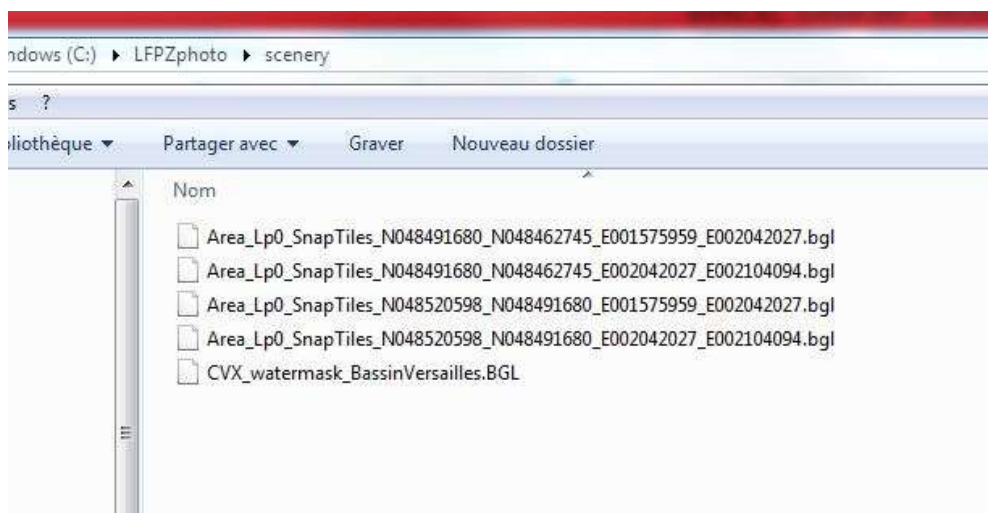 ndows (C:) ▸ LFPZphoto ▸ scenery
s ?
bliothèque ▾ Partager avec ▾ Graver Nouveau dossier
Nom
Area_Lp0_SnapTiles_N048491680_N048462745_E001575959_E002042027.bgl
Area_Lp0_SnapTiles_N048491680_N048462745_E002042027_E002104094.bgl
Area_Lp0_SnapTiles_N048520598_N048491680_E001575959_E002042027.bgl
Area_Lp0_SnapTiles_N048520598_N048491680_E002042027_E002104094.bgl
CVX_watermask_BassinVersailles.BGL